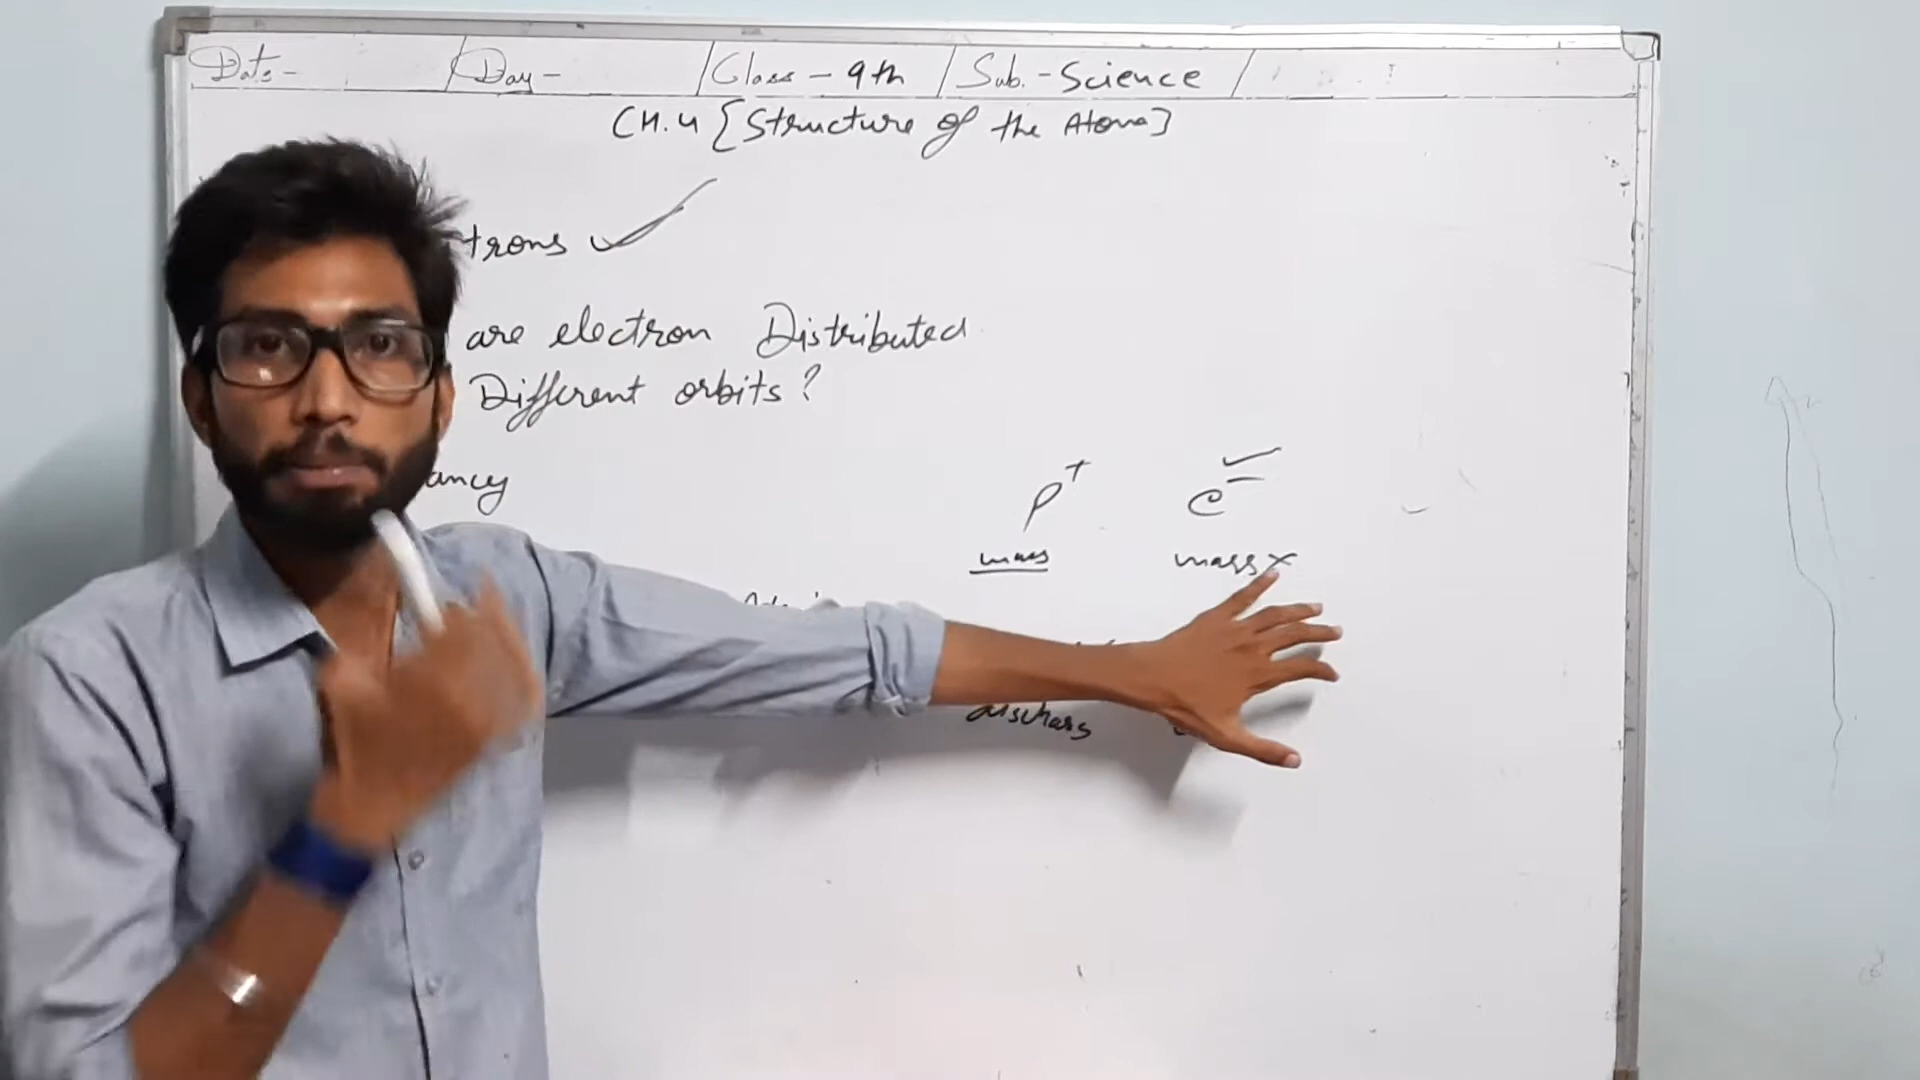 Date - / Day - / Class - 9th / Sub. - Science /
CH.4 [Structure of the Atom]
trons ✓
are electron Distributed
Different orbits?
ancy
p+ e-
mass mass x